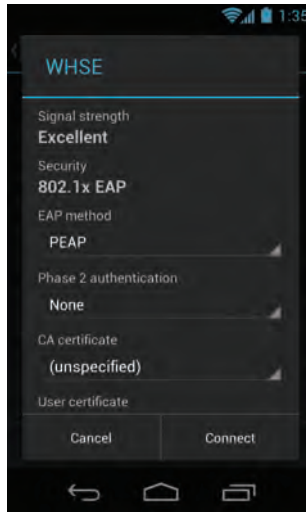 1:35
WHSE
Signal strength
Excellent
Security
802.1x EAP
EAP method
PEAP
Phase 2 authentication
None
CA certificate
(unspecified)
User certificate
Cancel Connect